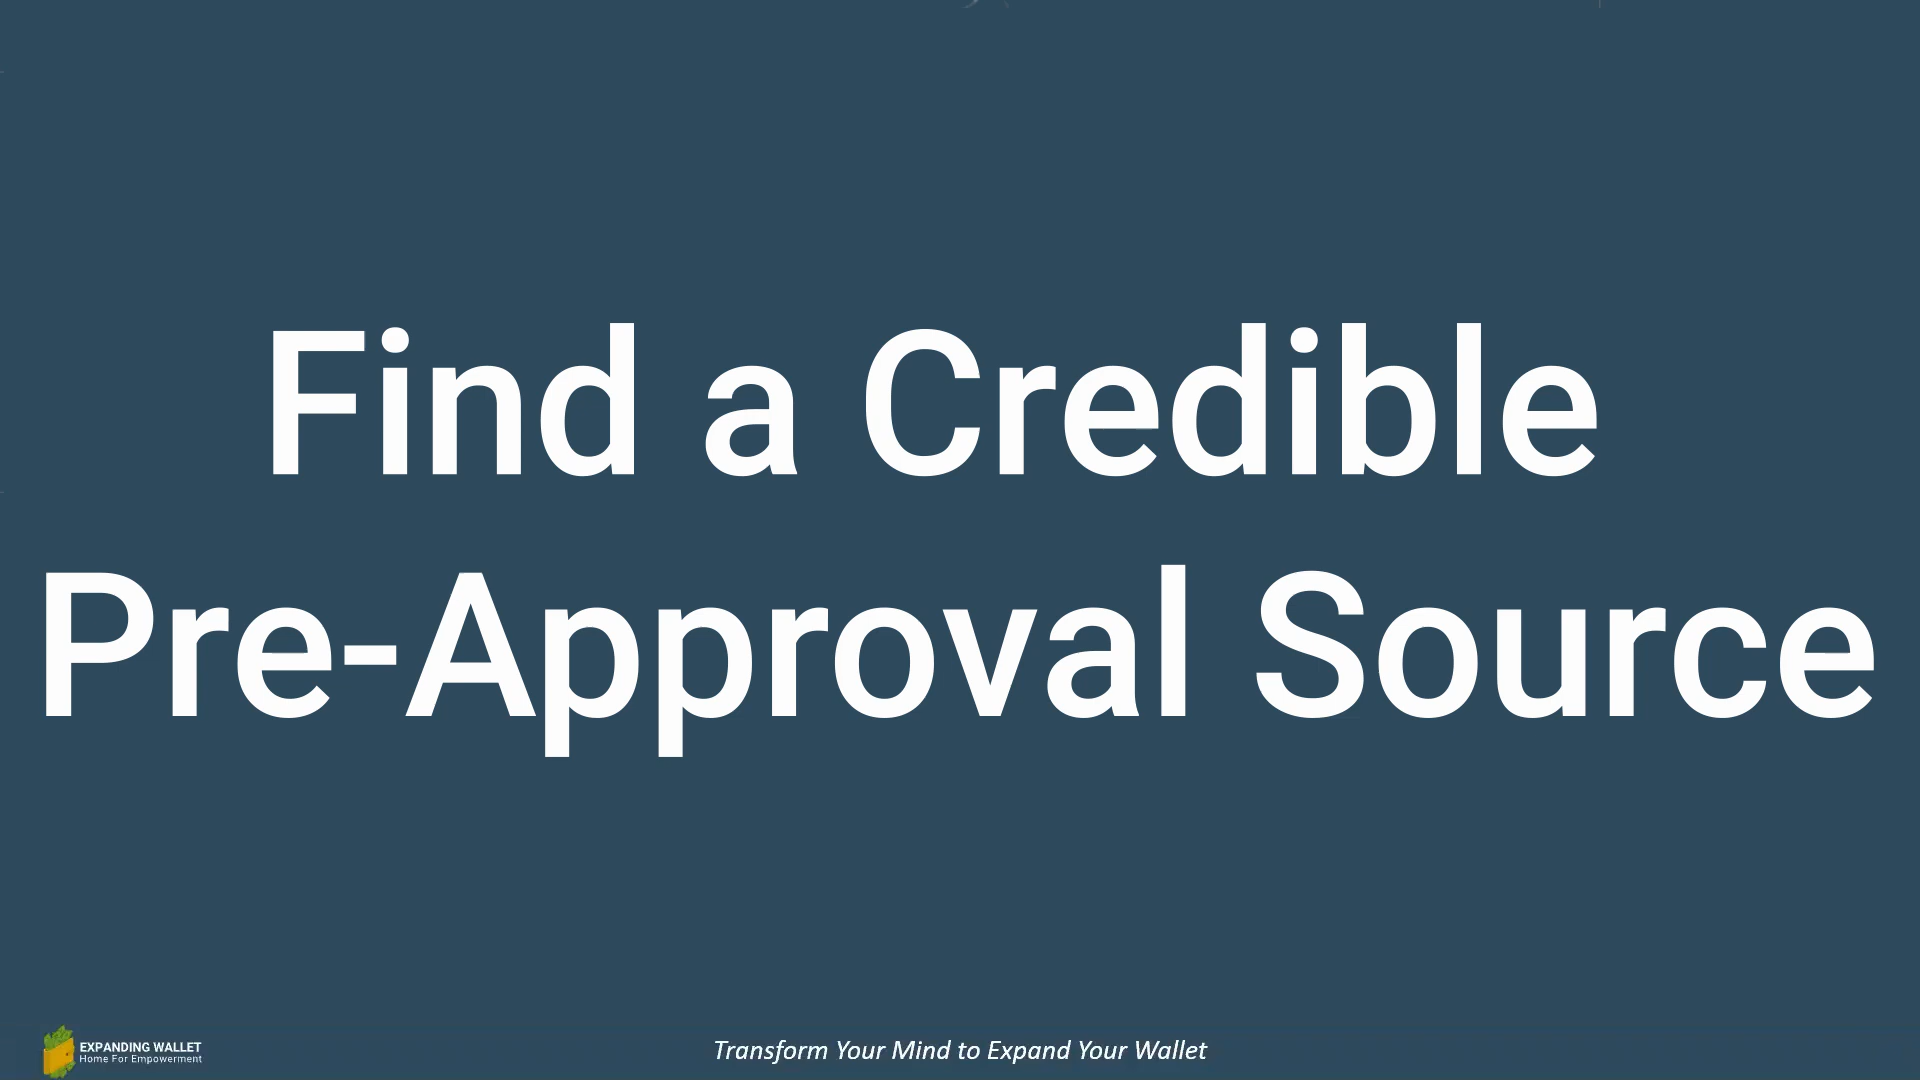 Find a Credible
Pre-Approval Source
EXPANDING WALLET
Home For Empowerment
Transform Your Mind to Expand Your Wallet